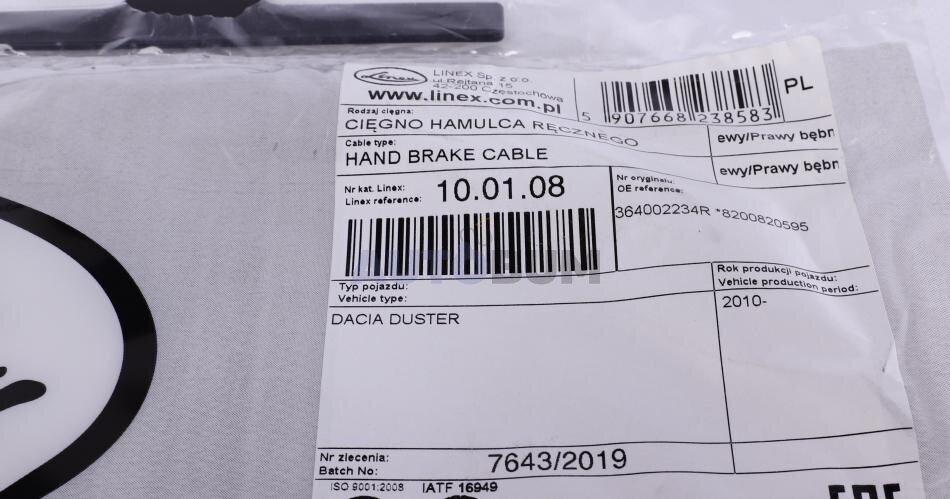 Linex
LINEX Sp. z o.o.
ul.Rejtana 15
42-200 Częstochowa
www.linex.com.pl
5 907668 238583
PL
Rodzaj cięgna:
CIĘGNO HAMULCA RĘCZNEGO
ewy/Prawy bębn
Cable type:
HAND BRAKE CABLE
ewy/Prawy bębn
Nr kat. Linex:
Linex reference:
10.01.08
Nr oryginału:
OE reference:
364002234R *8200820595
AUTOBUM
Typ pojazdu:
Vehicle type:
Rok produkcji pojazdu:
Vehicle production period:
DACIA DUSTER
2010-
Nr zlecenia:
Batch No:
7643/2019
ISO 9001:2008 IATF 16949